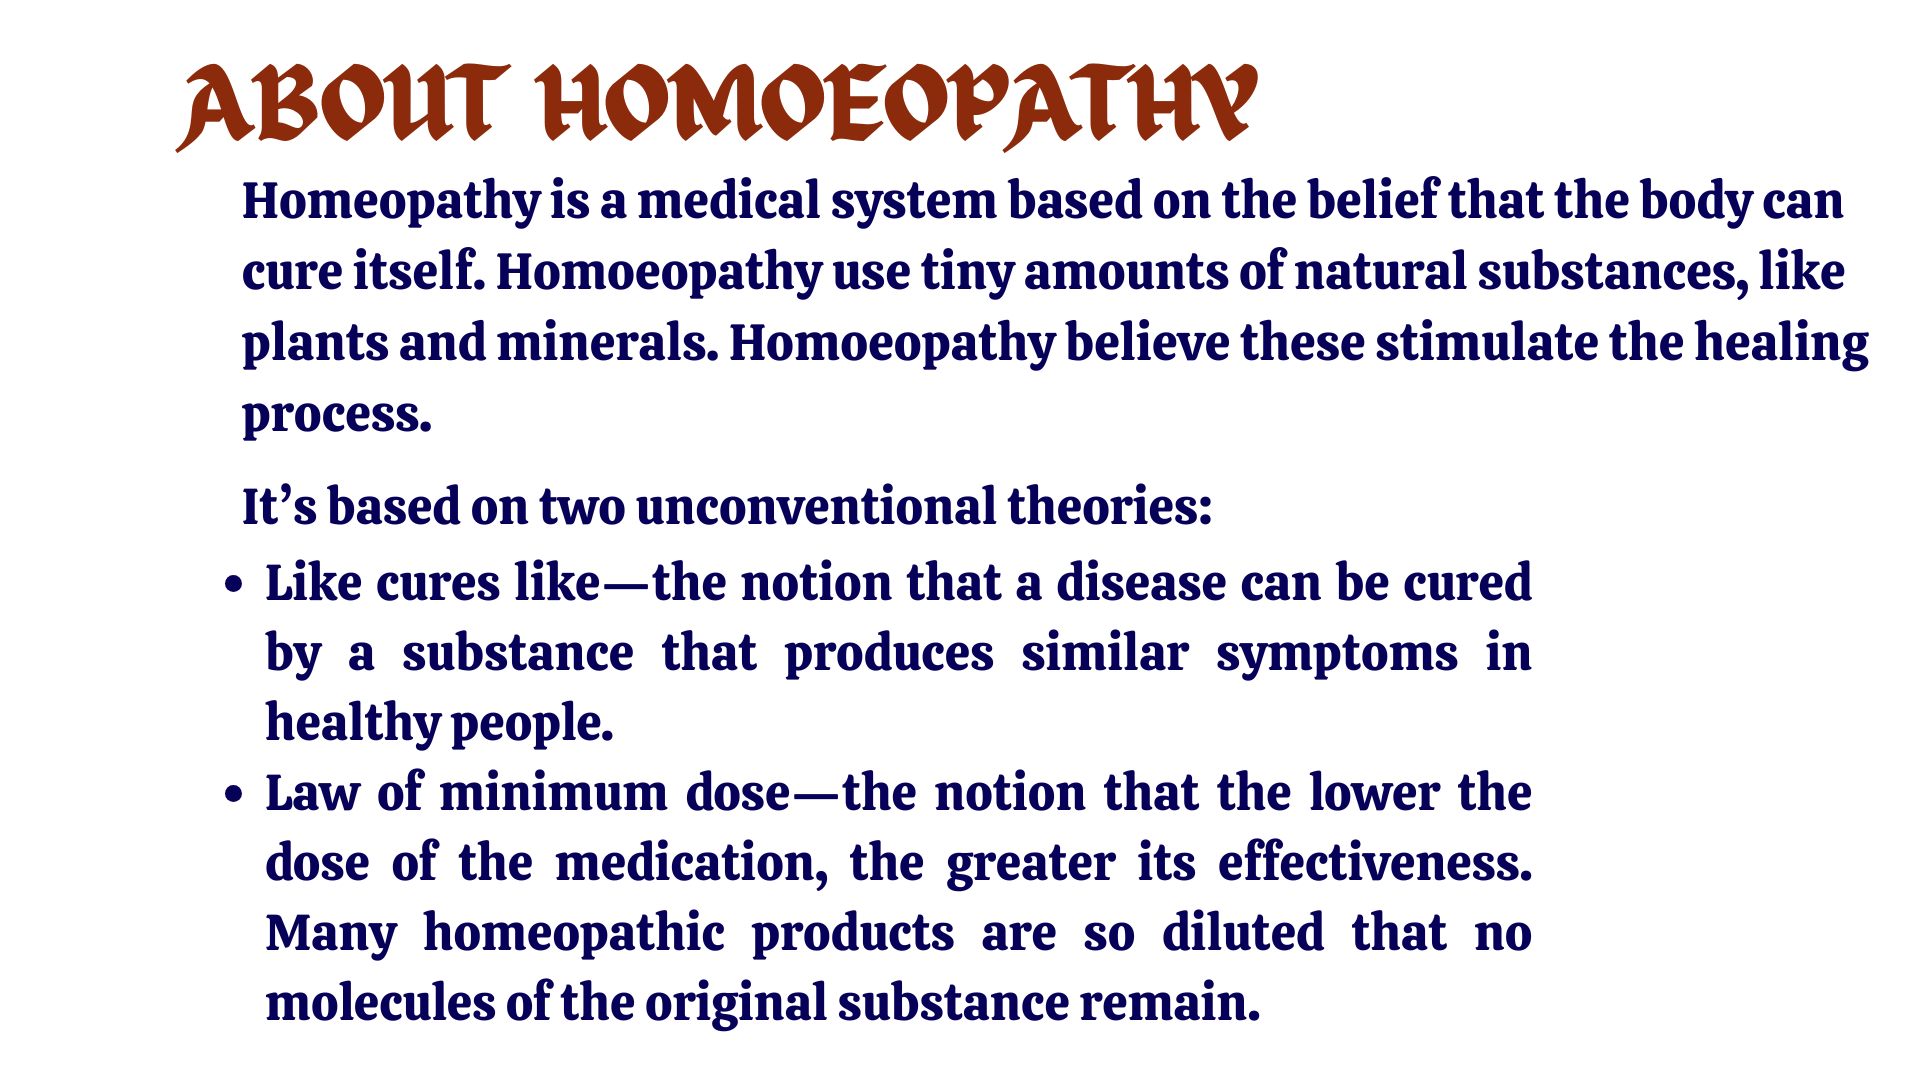 ABOUT HOMOEOPATHY
Homeopathy is a medical system based on the belief that the body can
cure itself. Homoeopathy use tiny amounts of natural substances, like
plants and minerals. Homoeopathy believe these stimulate the healing
process.
It’s based on two unconventional theories:
• Like cures like—the notion that a disease can be cured
by a substance that produces similar symptoms in
healthy people.
• Law of minimum dose—the notion that the lower the
dose of the medication, the greater its effectiveness.
Many homeopathic products are so diluted that no
molecules of the original substance remain.